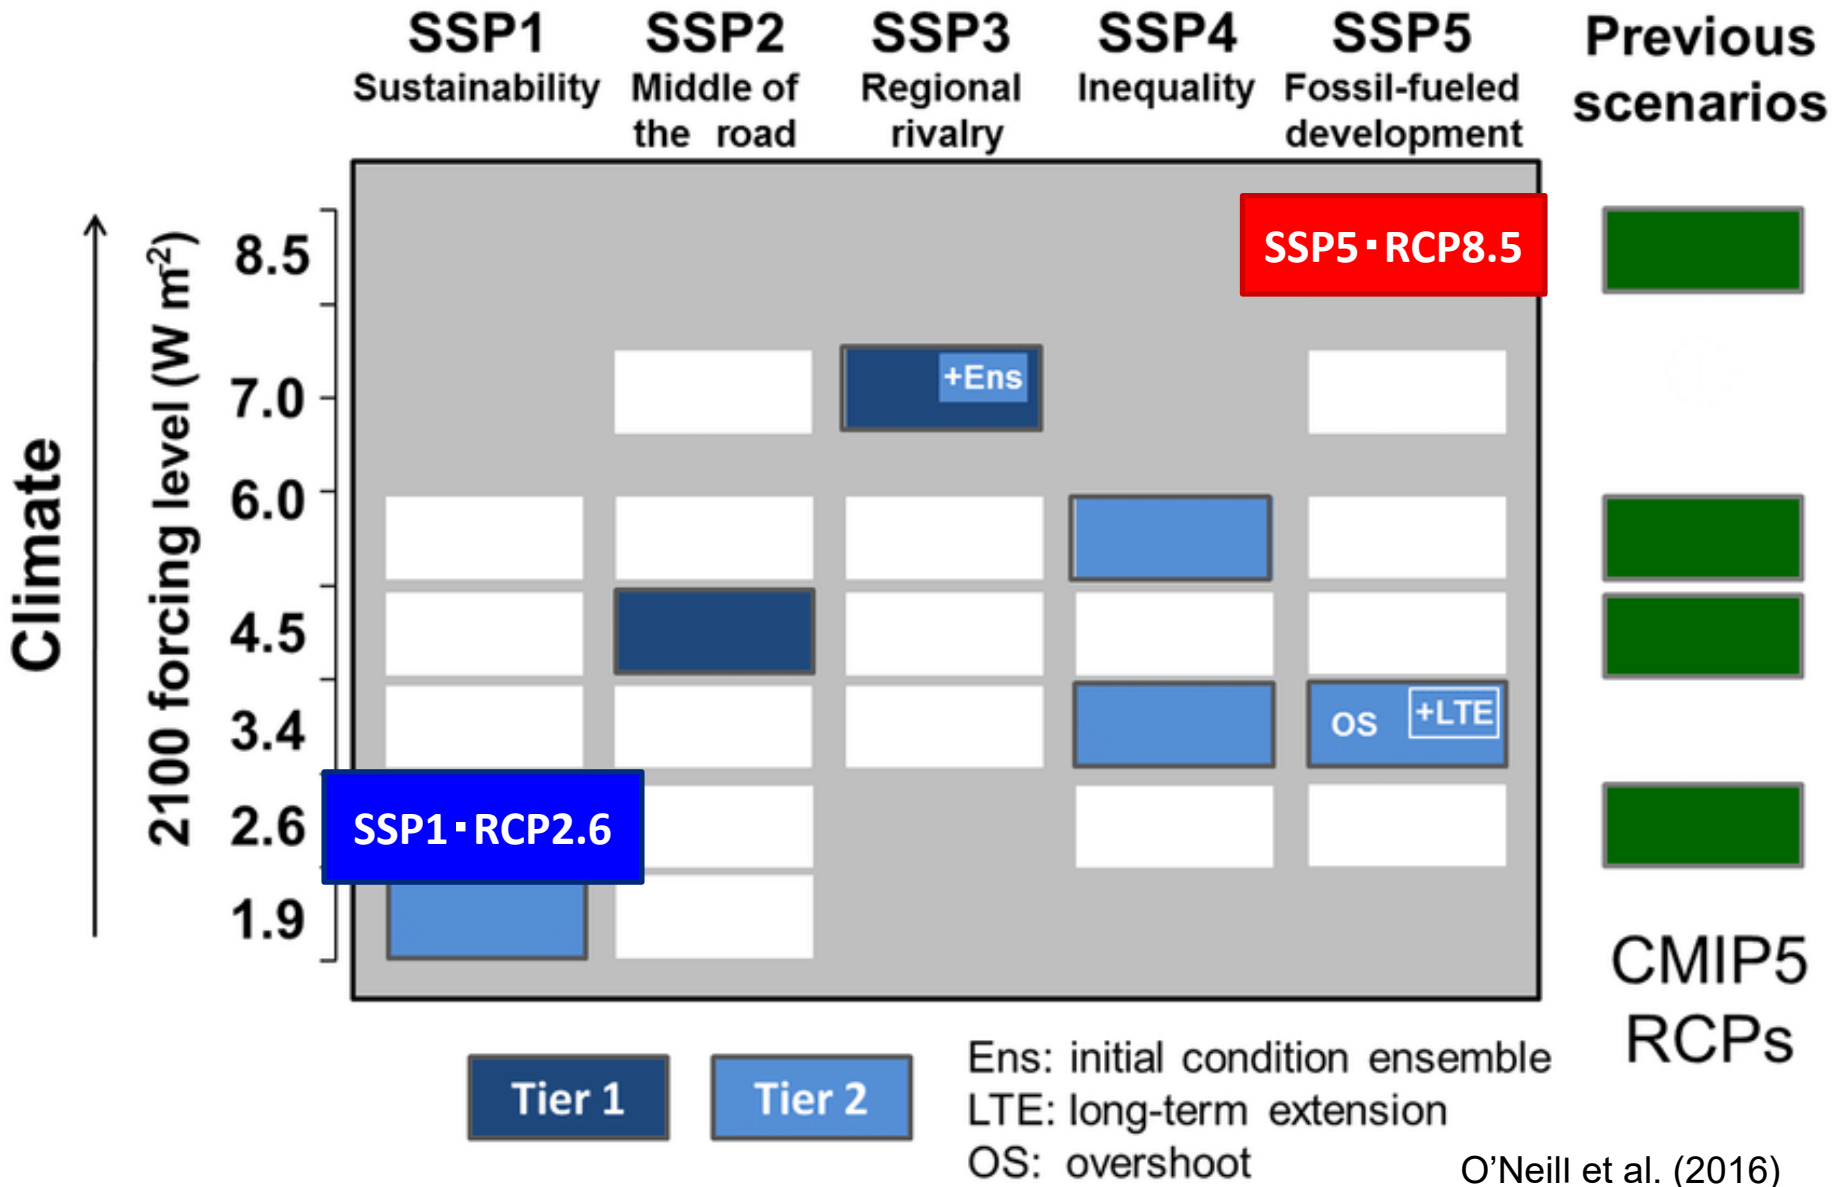 SSP1 SSP2 SSP3 SSP4 SSP5 Previous scenarios
Sustainability
Middle of
the road
Regional
rivalry
Inequality
Fossil-fueled
development
Climate
2100 forcing level (W m-2)
8.5
SSP5・RCP8.5
7.0
+Ens
6.0
4.5
3.4
OS
+LTE
2.6
SSP1・RCP2.6
1.9
CMIP5
RCPs
Tier 1
Tier 2
Ens: initial condition ensemble
LTE: long-term extension
OS: overshoot
O'Neill et al. (2016)